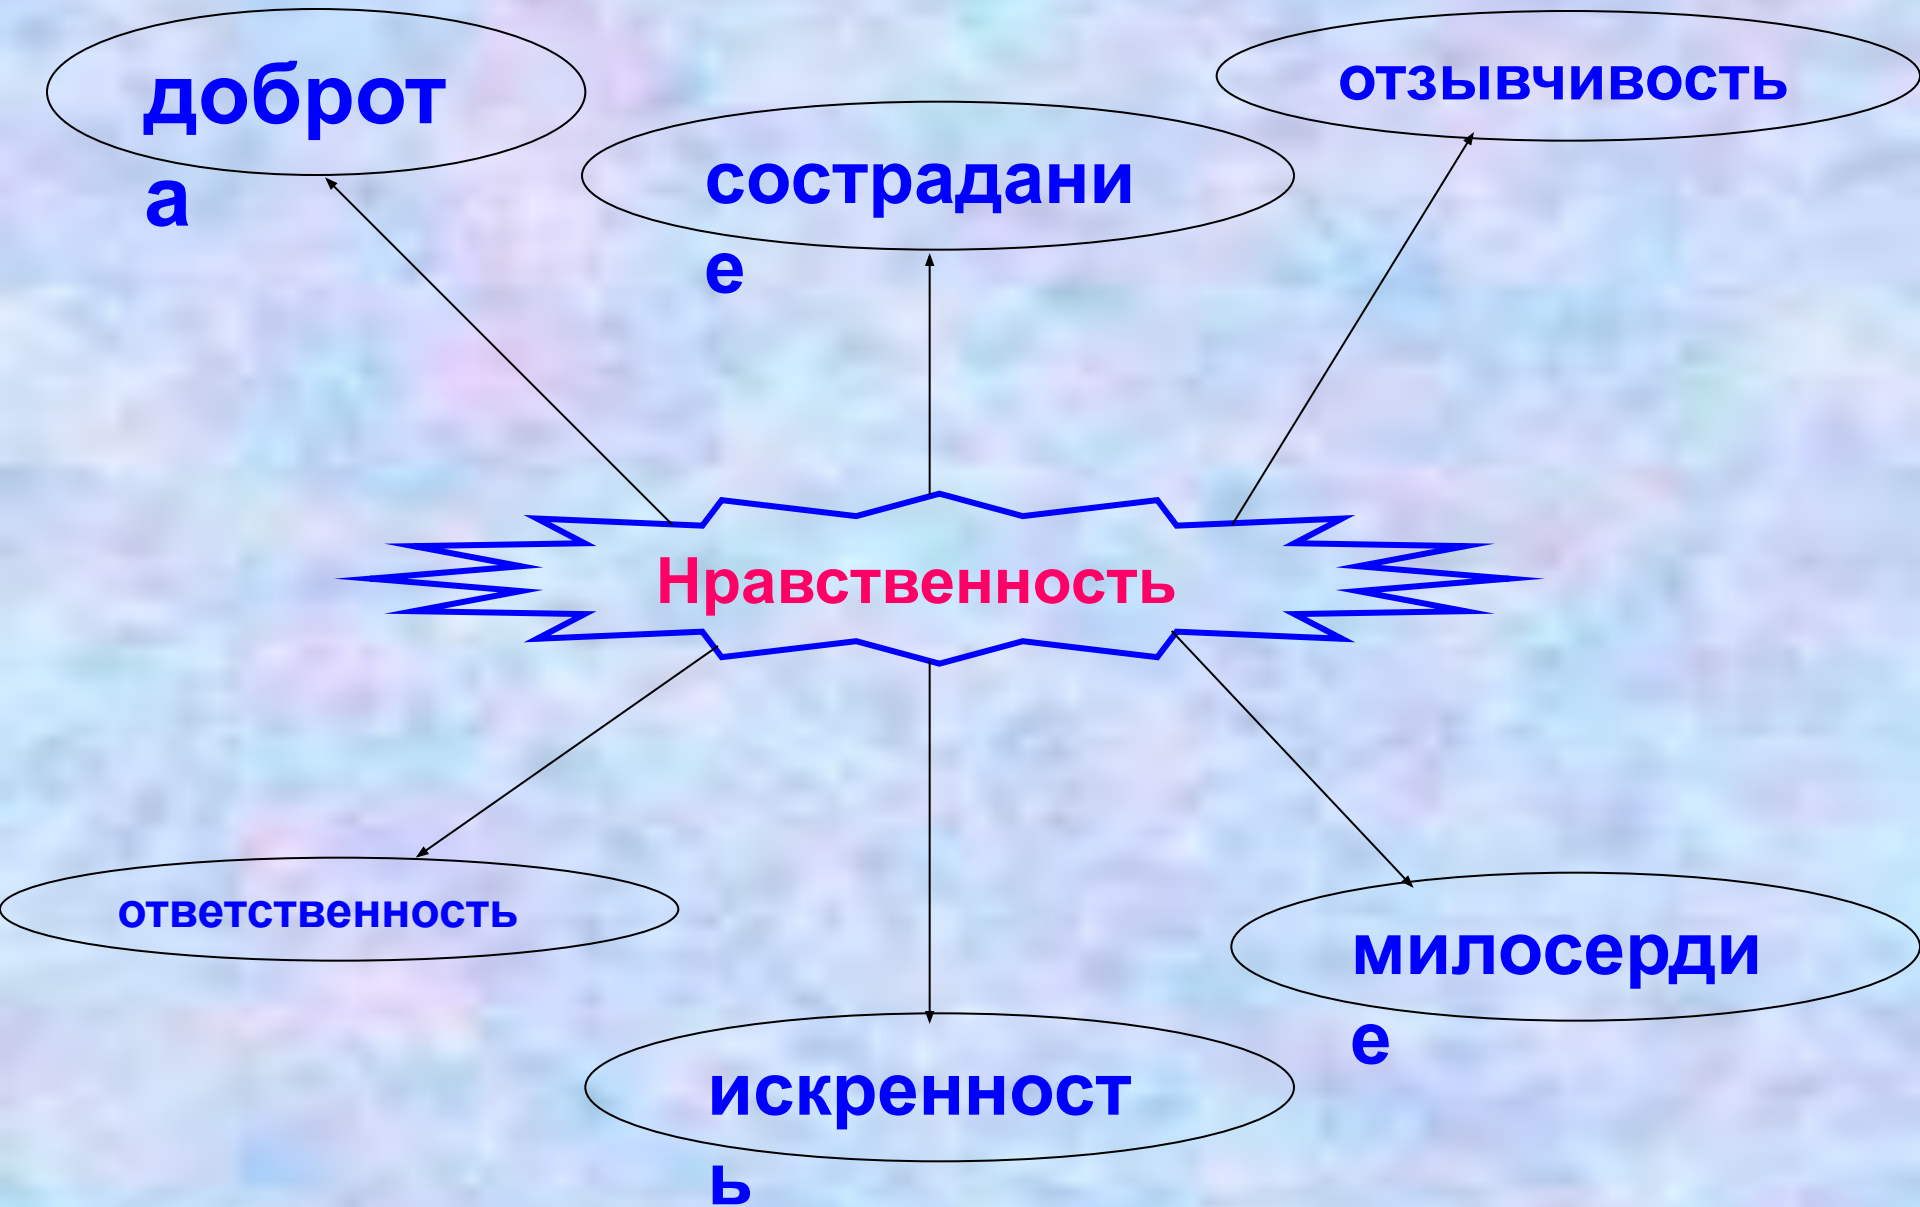 доброт
а
сострадани
е
отзывчивость
Нравственность
ответственность
милосерди
е
искренност
ь